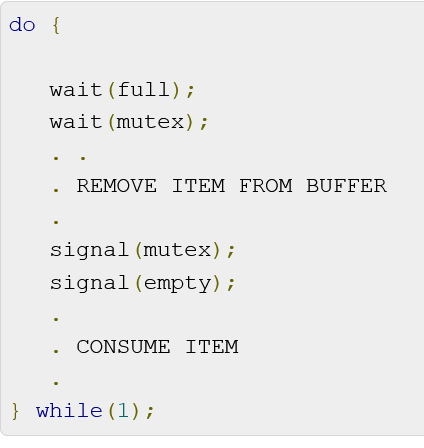 do {
wait(full);
wait(mutex);
. .
. REMOVE ITEM FROM BUFFER
.
signal(mutex);
signal(empty);
.
. CONSUME ITEM
.
} while(1);